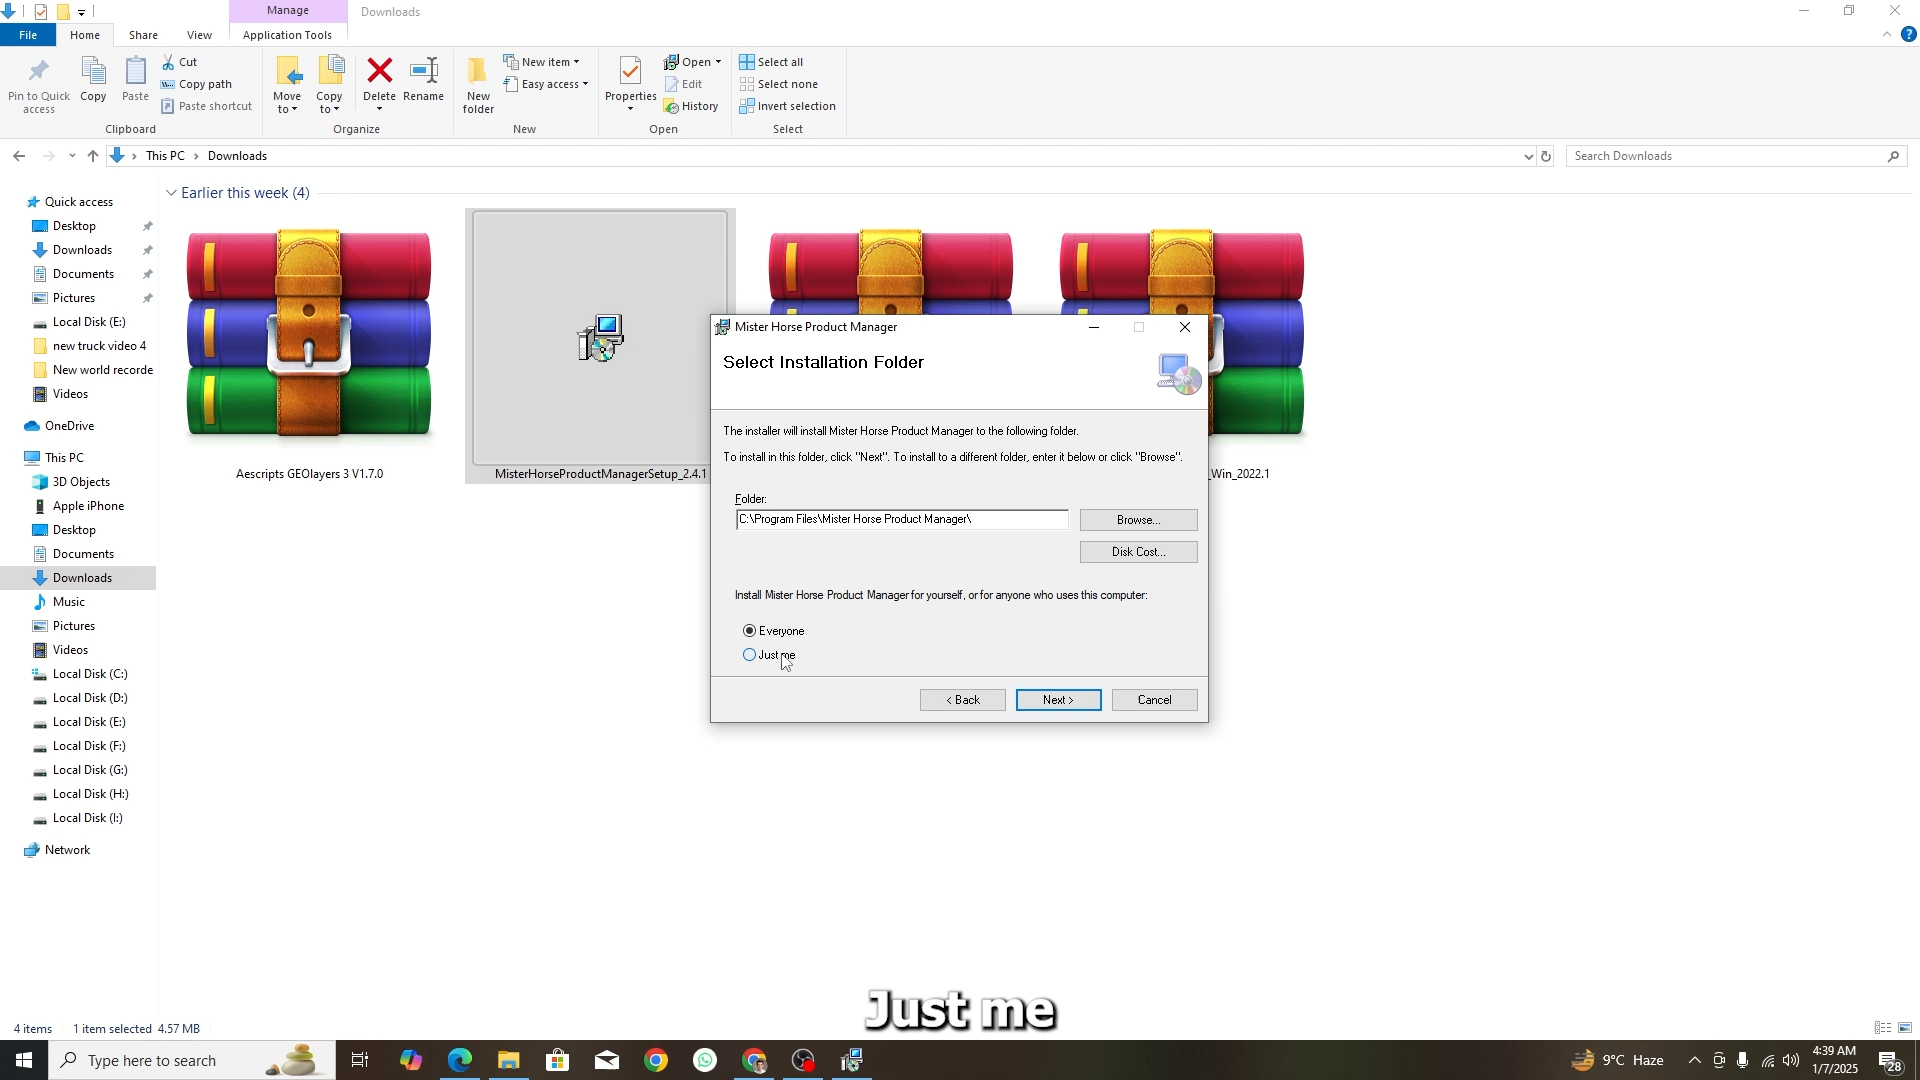 Manage
Downloads
File
Home
Share
View
Application Tools
Pin to Quick
access
Copy
Paste
Cut
Copy path
Paste shortcut
Clipboard
Move
to
Copy
to
Delete
Rename
Organize
New
folder
New item
Easy access
New
Properties
Open
Edit
History
Open
Select all
Select none
Invert selection
Select
This PC
Downloads
Search Downloads
Quick access
Desktop
Downloads
Documents
Pictures
Local Disk (E:)
new truck video 4
New world recorde
Videos
OneDrive
This PC
3D Objects
Apple iPhone
Desktop
Documents
Downloads
Music
Pictures
Videos
Local Disk (C:)
Local Disk (D:)
Local Disk (E:)
Local Disk (F:)
Local Disk (G:)
Local Disk (H:)
Local Disk (I:)
Network
Earlier this week (4)
Aescripts GEOlayers 3 V1.7.0
MisterHorseProductManagerSetup_2.4.1
_Win_2022.1
Mister Horse Product Manager
Select Installation Folder
The installer will install Mister Horse Product Manager to the following folder.
To install in this folder, click "Next". To install to a different folder, enter it below or click "Browse".
Folder:
C:\Program Files\Mister Horse Product Manager\
Browse...
Disk Cost...
Install Mister Horse Product Manager for yourself, or for anyone who uses this computer:
Everyone
Just me
< Back
Next >
Cancel
Just me
4 items
1 item selected 4.57 MB
Type here to search
9°C Haze
4:39 AM
1/7/2025
28